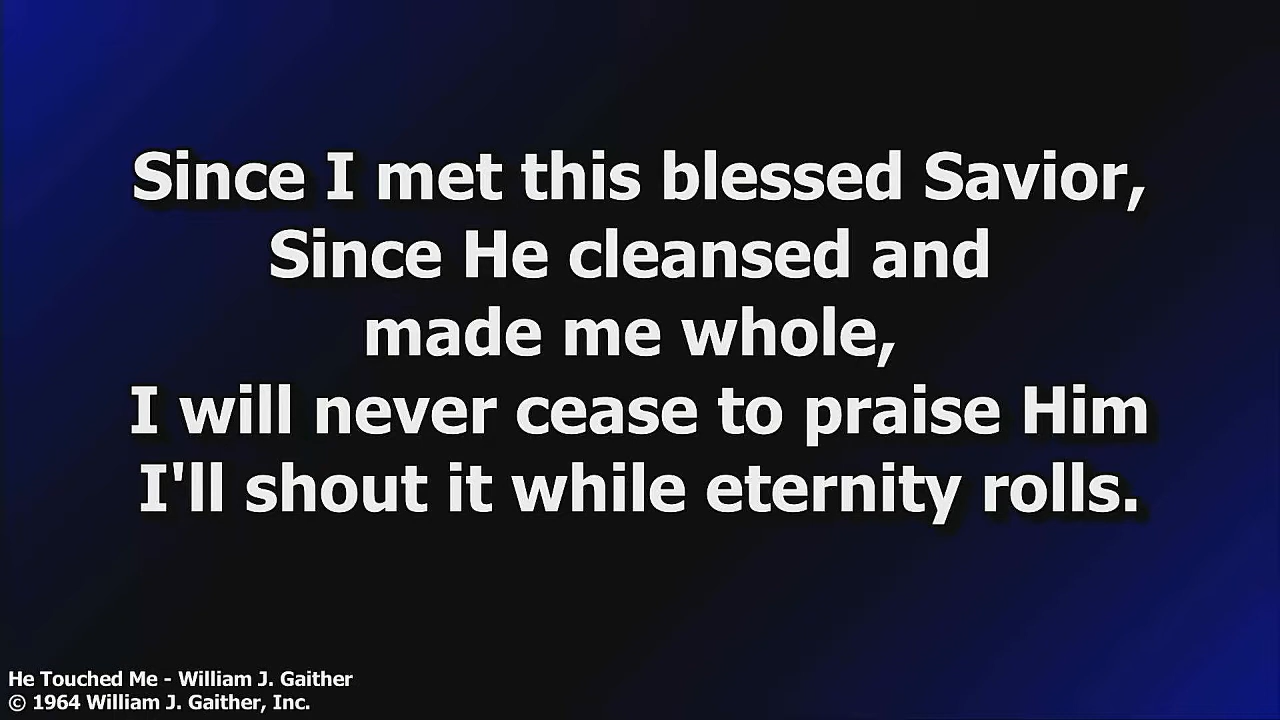 Since I met this blessed Savior,
Since He cleansed and
made me whole,
I will never cease to praise Him
I'll shout it while eternity rolls.
He Touched Me - William J. Gaither
© 1964 William J. Gaither, Inc.